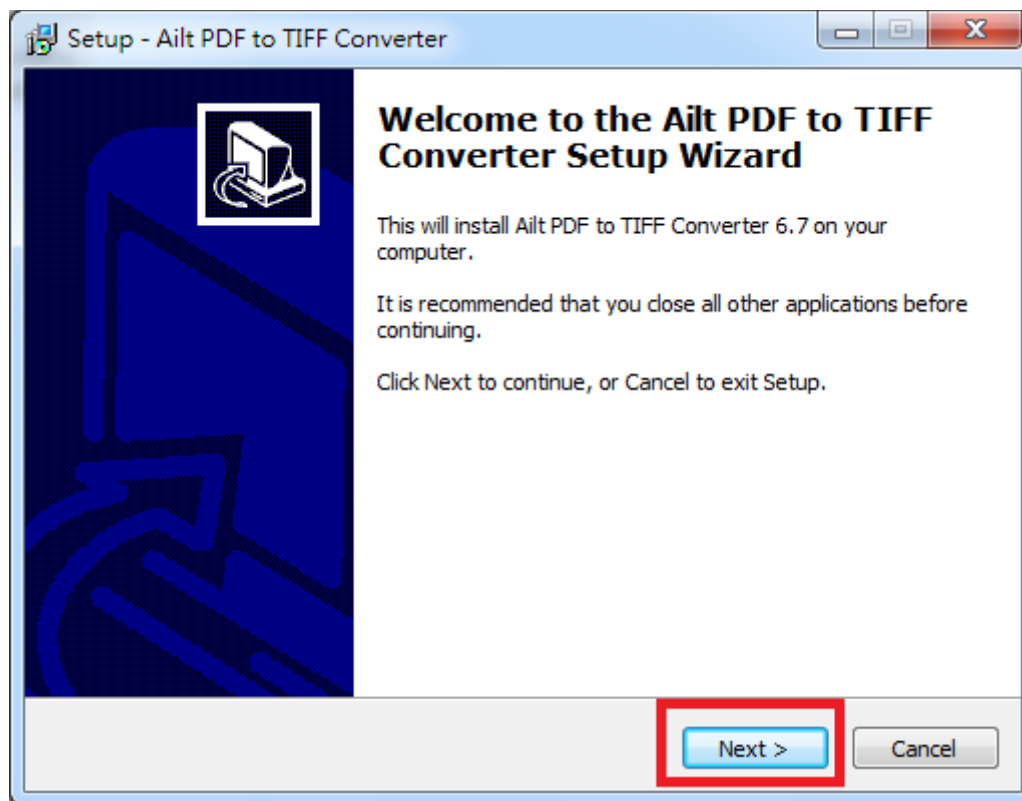 Setup - Ailt PDF to TIFF Converter
Welcome to the Ailt PDF to TIFF
Converter Setup Wizard
This will install Ailt PDF to TIFF Converter 6.7 on your
computer.
It is recommended that you close all other applications before
continuing.
Click Next to continue, or Cancel to exit Setup.
Next >
Cancel